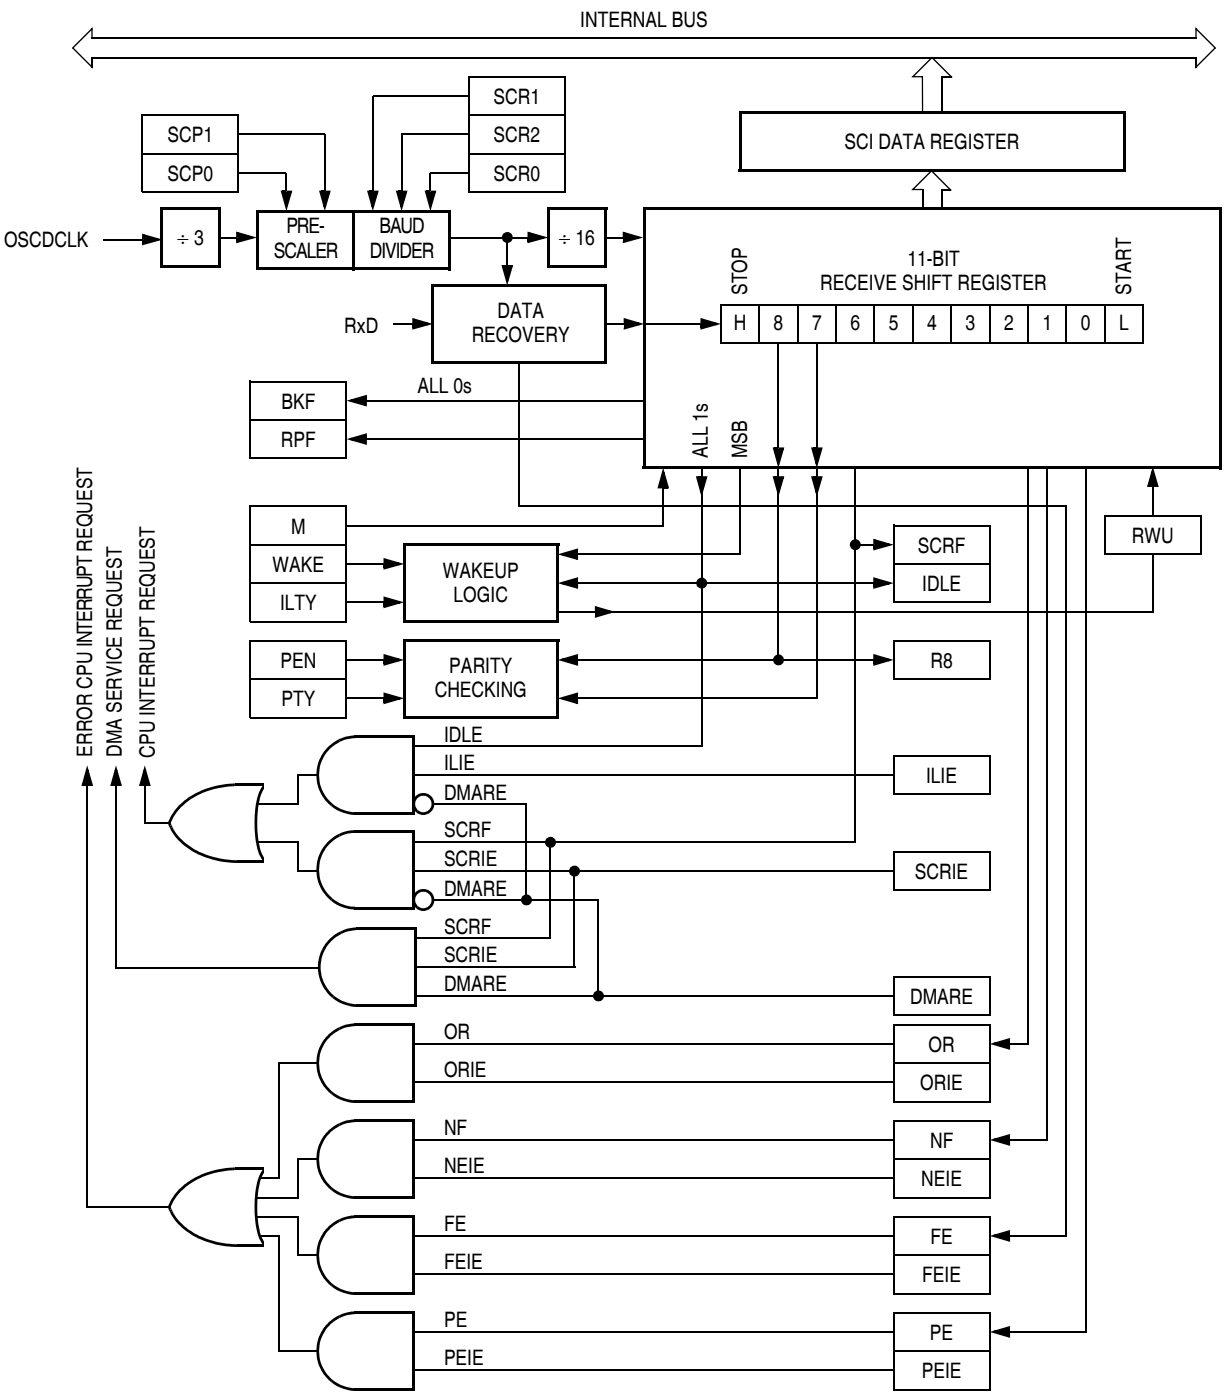 INTERNAL BUS
SCR1
SCR2
SCR0
SCP1
SCP0
SCI DATA REGISTER
OSCDCLK
÷ 3
PRE-
SCALER
BAUD
DIVIDER
÷ 16
STOP
11-BIT
RECEIVE SHIFT REGISTER
START
H 8 7 6 5 4 3 2 1 0 L
RxD
DATA
RECOVERY
ALL 0s
BKF
RPF
ALL 1s
MSB
M
WAKE
ILTY
WAKEUP
LOGIC
SCRF
IDLE
RWU
PEN
PTY
PARITY
CHECKING
R8
ERROR CPU INTERRUPT REQUEST
DMA SERVICE REQUEST
CPU INTERRUPT REQUEST
IDLE
ILIE
DMARE
ILIE
SCRF
SCRIE
DMARE
SCRIE
SCRF
SCRIE
DMARE
DMARE
OR
ORIE
OR
ORIE
NF
NEIE
NF
NEIE
FE
FEIE
FE
FEIE
PE
PEIE
PE
PEIE